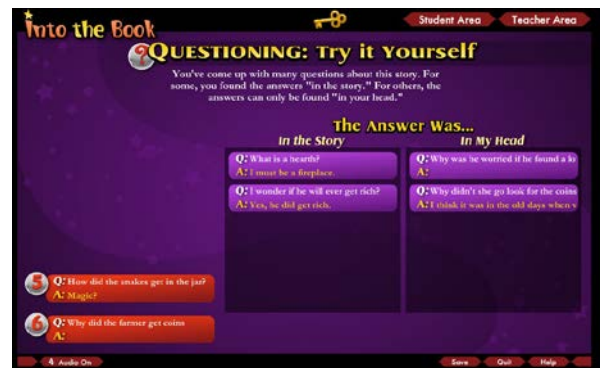 Into the Book
Student Area
Teacher Area
? QUESTIONING: Try it Yourself
You've come up with many questions about this story. For
some, you found the answers "in the story." For others, the
answers can only be found "in your head."
The Answer Was...
In the Story
In My Head
Q: What is a hearth?
A: I must be a fireplace.
Q: I wonder if he will ever get rich?
A: Yes, he did get rich.
Q: Why was he worried if he found a
A:
Q: Why didn't she go look for the coins
A: I think it was in the old days when
5
Q: How did the snakes get in the jar?
A: Magic?
6
Q: Why did the farmer get coins
A:
4 Audio On
Save
Quit
Help